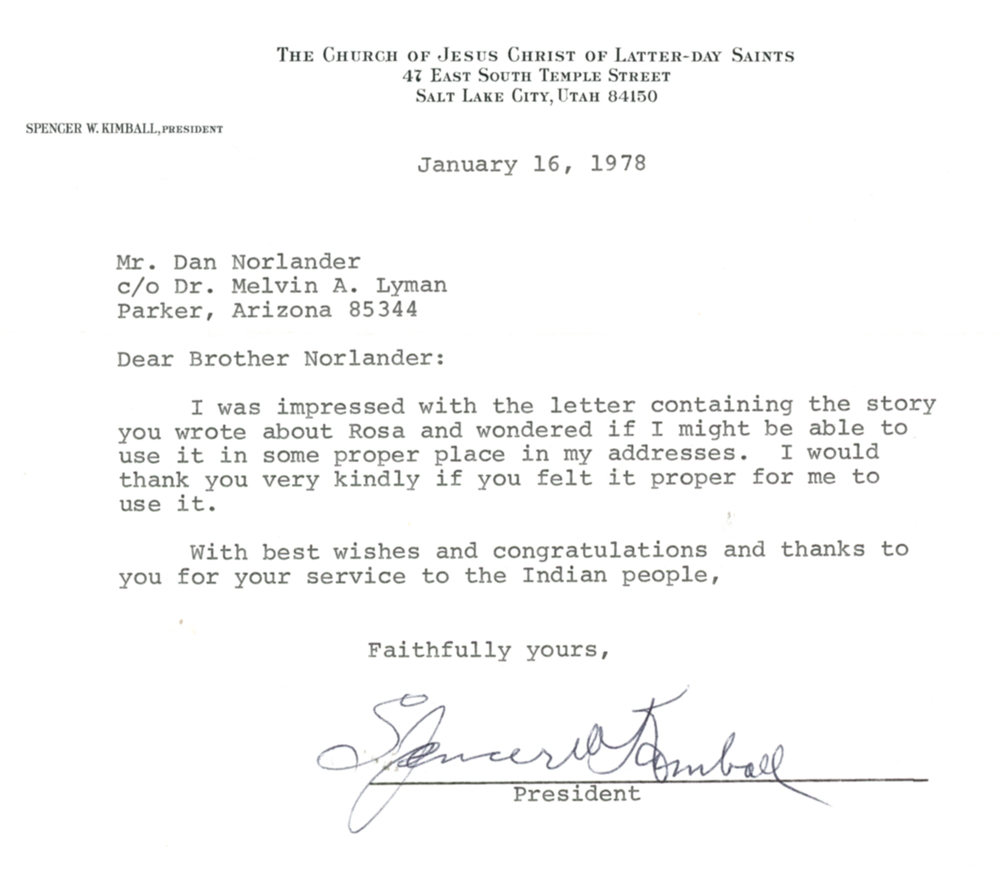 THE CHURCH OF JESUS CHRIST OF LATTER-DAY SAINTS
47 EAST SOUTH TEMPLE STREET
SALT LAKE CITY, UTAH 84150
SPENCER W. KIMBALL, PRESIDENT
January 16, 1978
Mr. Dan Norlander
c/o Dr. Melvin A. Lyman
Parker, Arizona 85344
Dear Brother Norlander:
I was impressed with the letter containing the story
you wrote about Rosa and wondered if I might be able to
use it in some proper place in my addresses. I would
thank you very kindly if you felt it proper for me to
use it.
With best wishes and congratulations and thanks to
you for your service to the Indian people,
Faithfully yours,
Spencer W Kimball
President